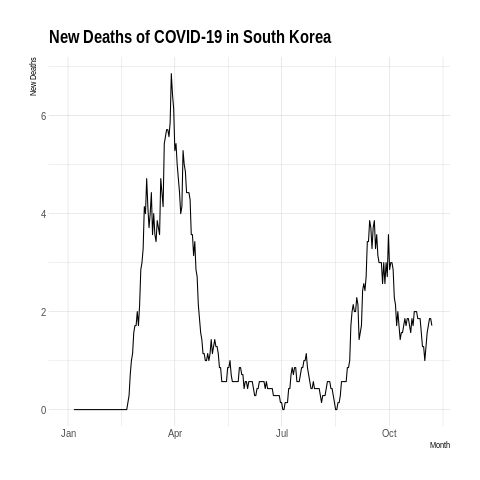 New Deaths of COVID-19 in South Korea
New Deaths
6
4
2
0
Jan Apr Jul Oct
Month